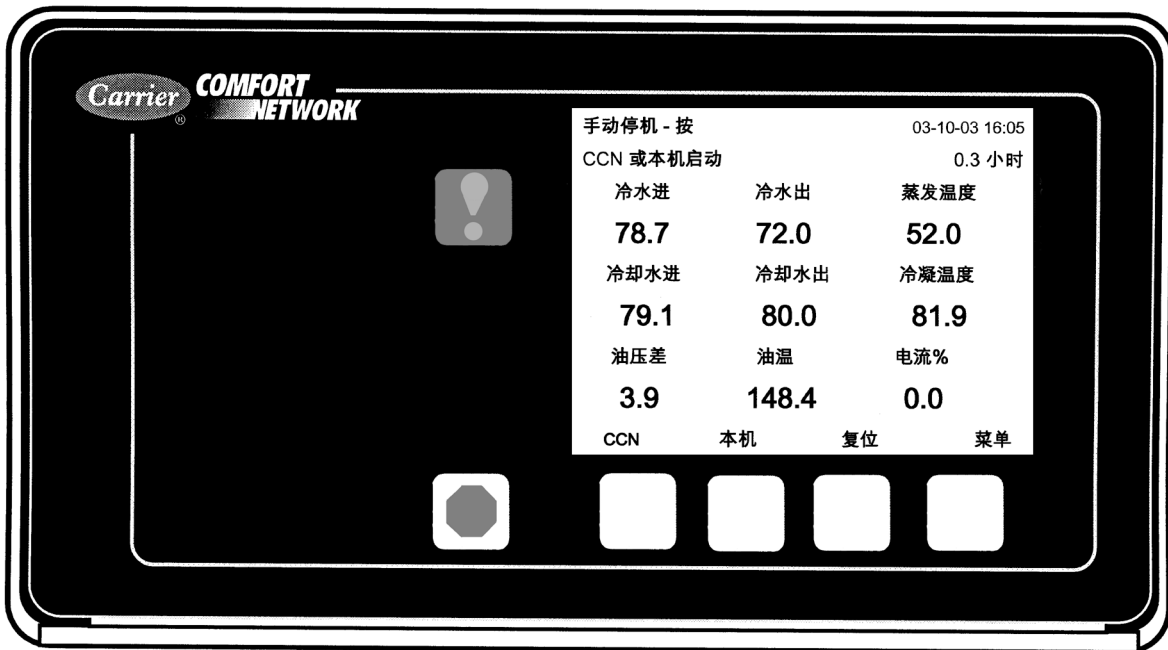 Carrier
®
COMFORT
NETWORK
手动停机 - 按 03-10-03 16:05
CCN 或本机启动 0.3 小时
冷水进 冷水出 蒸发温度
78.7 72.0 52.0
冷却水进 冷却水出 冷凝温度
79.1 80.0 81.9
油压差 油温 电流%
3.9 148.4 0.0
CCN 本机 复位 菜单